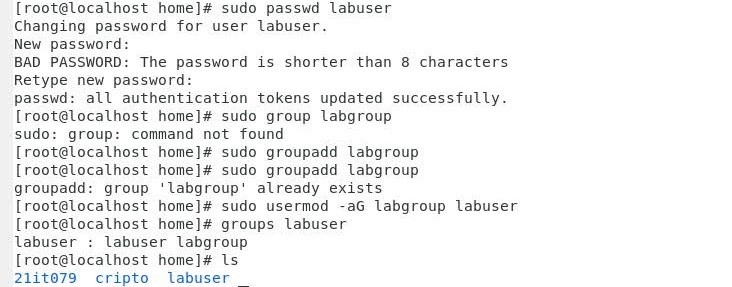 [root@localhost home]# sudo passwd labuser
Changing password for user labuser.
New password:
BAD PASSWORD: The password is shorter than 8 characters
Retype new password:
passwd: all authentication tokens updated successfully.
[root@localhost home]# sudo group labgroup
sudo: group: command not found
[root@localhost home]# sudo groupadd labgroup
[root@localhost home]# sudo groupadd labgroup
groupadd: group 'labgroup' already exists
[root@localhost home]# sudo usermod -aG labgroup labuser
[root@localhost home]# groups labuser
labuser : labuser labgroup
[root@localhost home]# ls
21it079  cripto  labuser